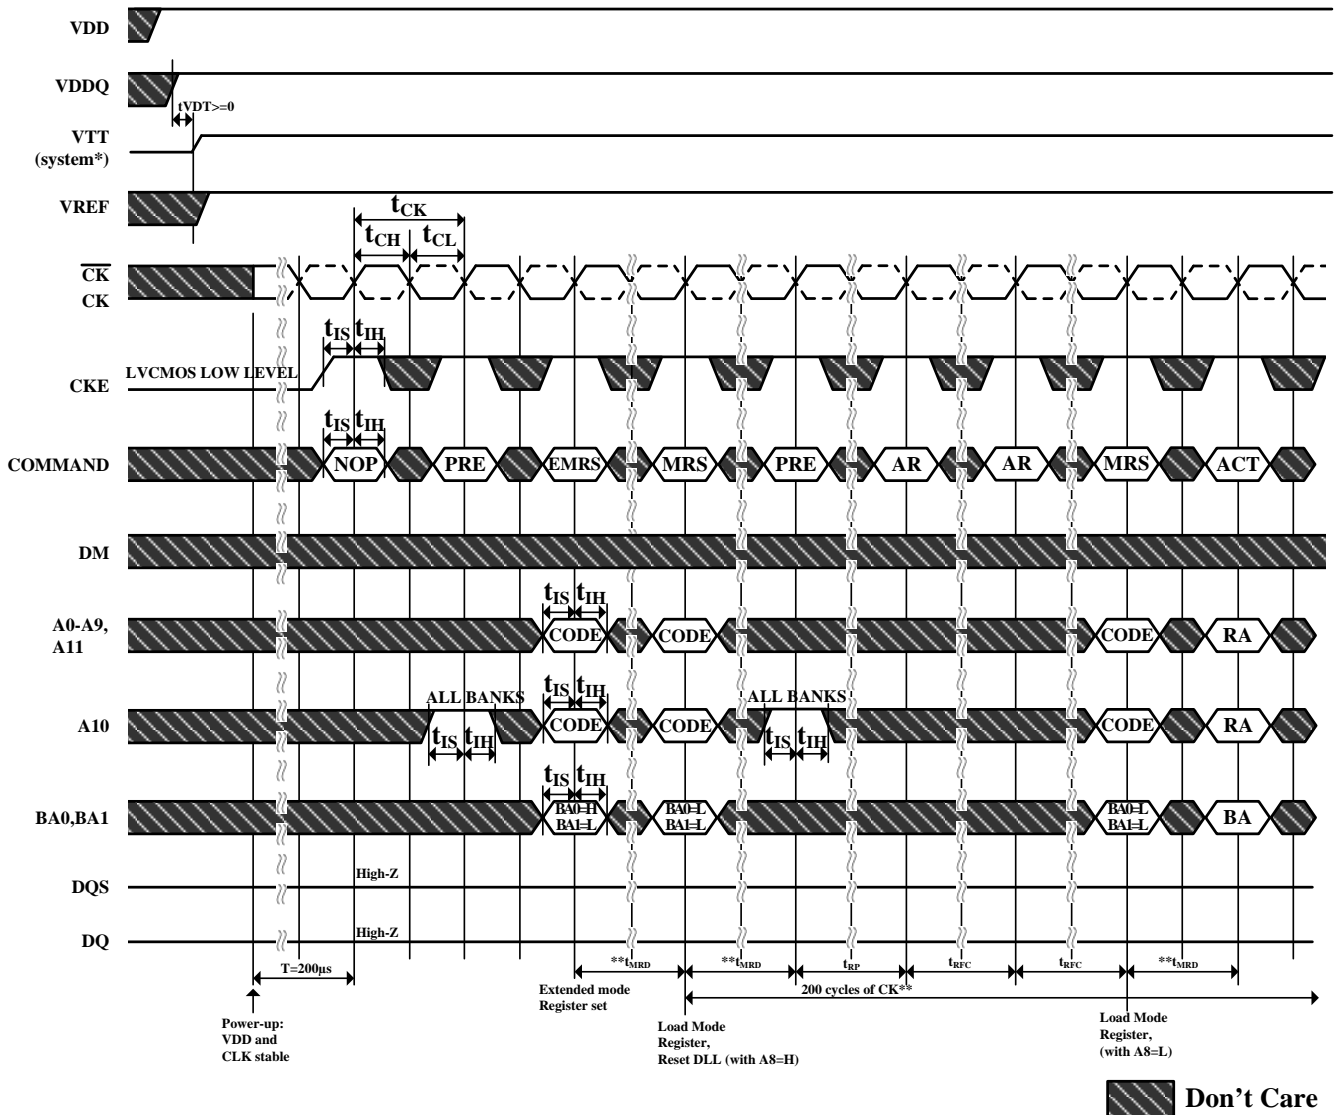 VDD
VDDQ
tVDT>=0
VTT
(system*)
VREF
tCK
tCH tCL
CK
CK
tIS tIH
LVCMOS LOW LEVEL
CKE
tIS tIH
COMMAND NOP PRE EMRS MRS PRE AR AR MRS ACT
DM
tIS tIH
A0-A9,
A11
CODE CODE CODE RA
ALL BANKS tIS tIH ALL BANKS
A10 CODE CODE CODE RA
tIS tIH tIS tIH
tIS tIH
BA0,BA1
BA0=H BA0=L BA0=L
BA1=L BA1=L BA1=L
BA
High-Z
DQS
High-Z
DQ
T=200µs **tMRD **tMRD tRP tRFC tRFC **tMRD
200 cycles of CK**
Extended mode
Register set
Power-up:
VDD and
CLK stable
Load Mode
Register,
Reset DLL (with A8=H)
Load Mode
Register,
(with A8=L)
Don't Care